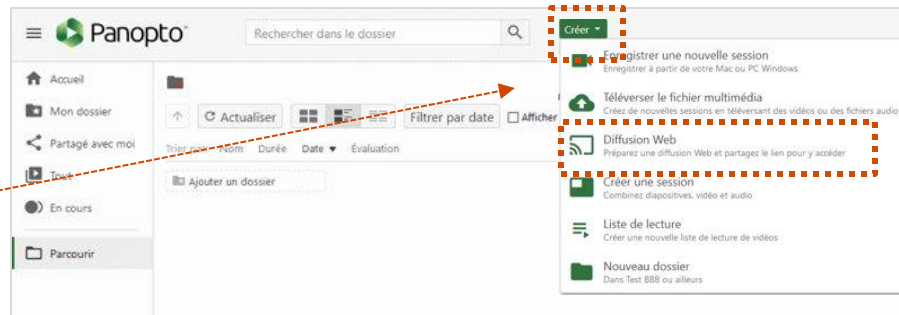 Panopto
Rechercher dans le dossier
Créer
Accueil
Mon dossier
Partagé avec moi
Tout
En cours
Parcourir
Actualiser
Filtrer par date
Afficher
Trier par Nom Durée Date Évaluation
Ajouter un dossier
Enregistrer une nouvelle session
Enregistrer à partir de votre Mac ou PC Windows
Téléverser le fichier multimédia
Créez de nouvelles sessions en téléversant des vidéos ou des fichiers audio
Diffusion Web
Préparez une diffusion Web et partagez le lien pour y accéder
Créer une session
Combinez diapositives, vidéo et audio
Liste de lecture
Créer une nouvelle liste de lecture de vidéos
Nouveau dossier
Dans Test BBB ou ailleurs